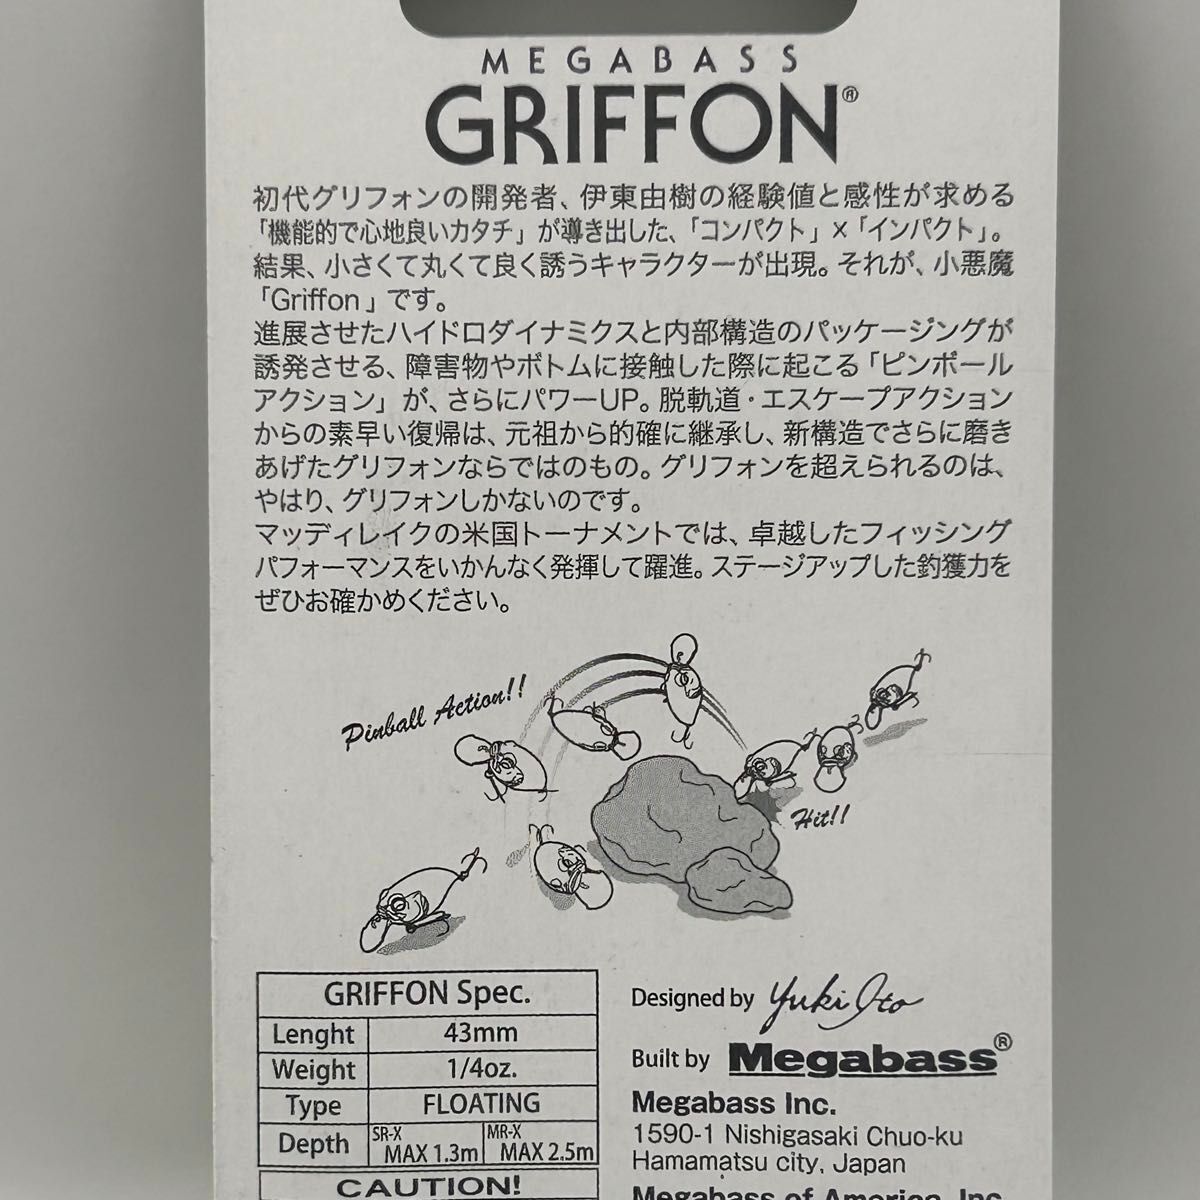 MEGABASS
GRIFFON®
初代グリフォンの開発者、伊東由樹の経験値と感性が求める
「機能的で心地良いカタチ」が導き出した、「コンパクト」×「インパクト」。
結果、小さくて丸くて良く誘うキャラクターが出現。それが、小悪魔
「Griffon」です。
進展させたハイドロダイナミクスと内部構造のパッケージングが
誘発させる、障害物やボトムに接触した際に起こる「ピンボール
アクション」が、さらにパワーUP。脱軌道・エスケープアクション
からの素早い復帰は、元祖から的確に継承し、新構造でさらに磨き
あげたグリフォンならではのもの。グリフォンを超えられるのは、
やはり、グリフォンしかないのです。
マッディレイクの米国トーナメントでは、卓越したフィッシング
パフォーマンスをいかんなく発揮して躍進。ステージアップした釣獲力を
ぜひお確かめください。
Pinball Action!!
Hit!!
GRIFFON Spec.
Lenght 43mm
Weight 1/4oz.
Type FLOATING
Depth SR-X MAX 1.3m MR-X MAX 2.5m
CAUTION!
Designed by Yuki Ito
Built by Megabass®
Megabass Inc.
1590-1 Nishigasaki Chuo-ku
Hamamatsu city, Japan
Megabass of America, Inc.